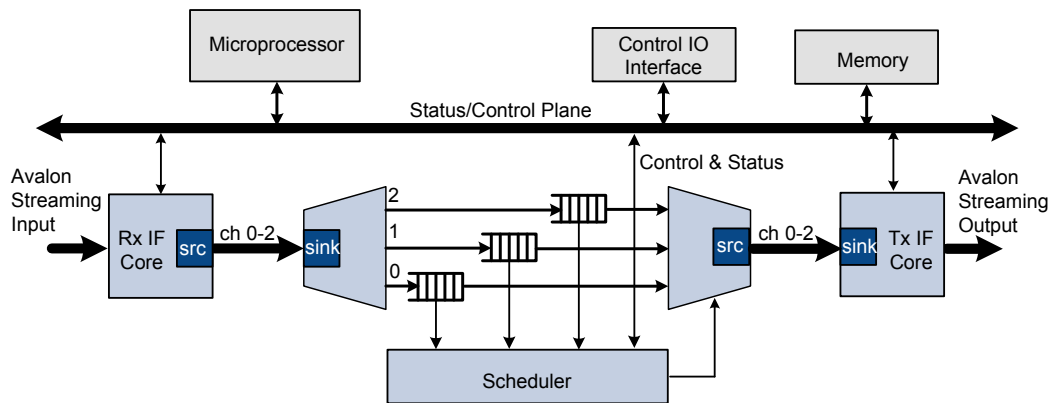 Microprocessor
Control IO
Interface
Memory
Status/Control Plane
Control & Status
Avalon
Streaming
Input
Rx IF
Core
src
ch 0-2
sink
2
1
0
src
ch 0-2
sink
Tx IF
Core
Avalon
Streaming
Output
Scheduler